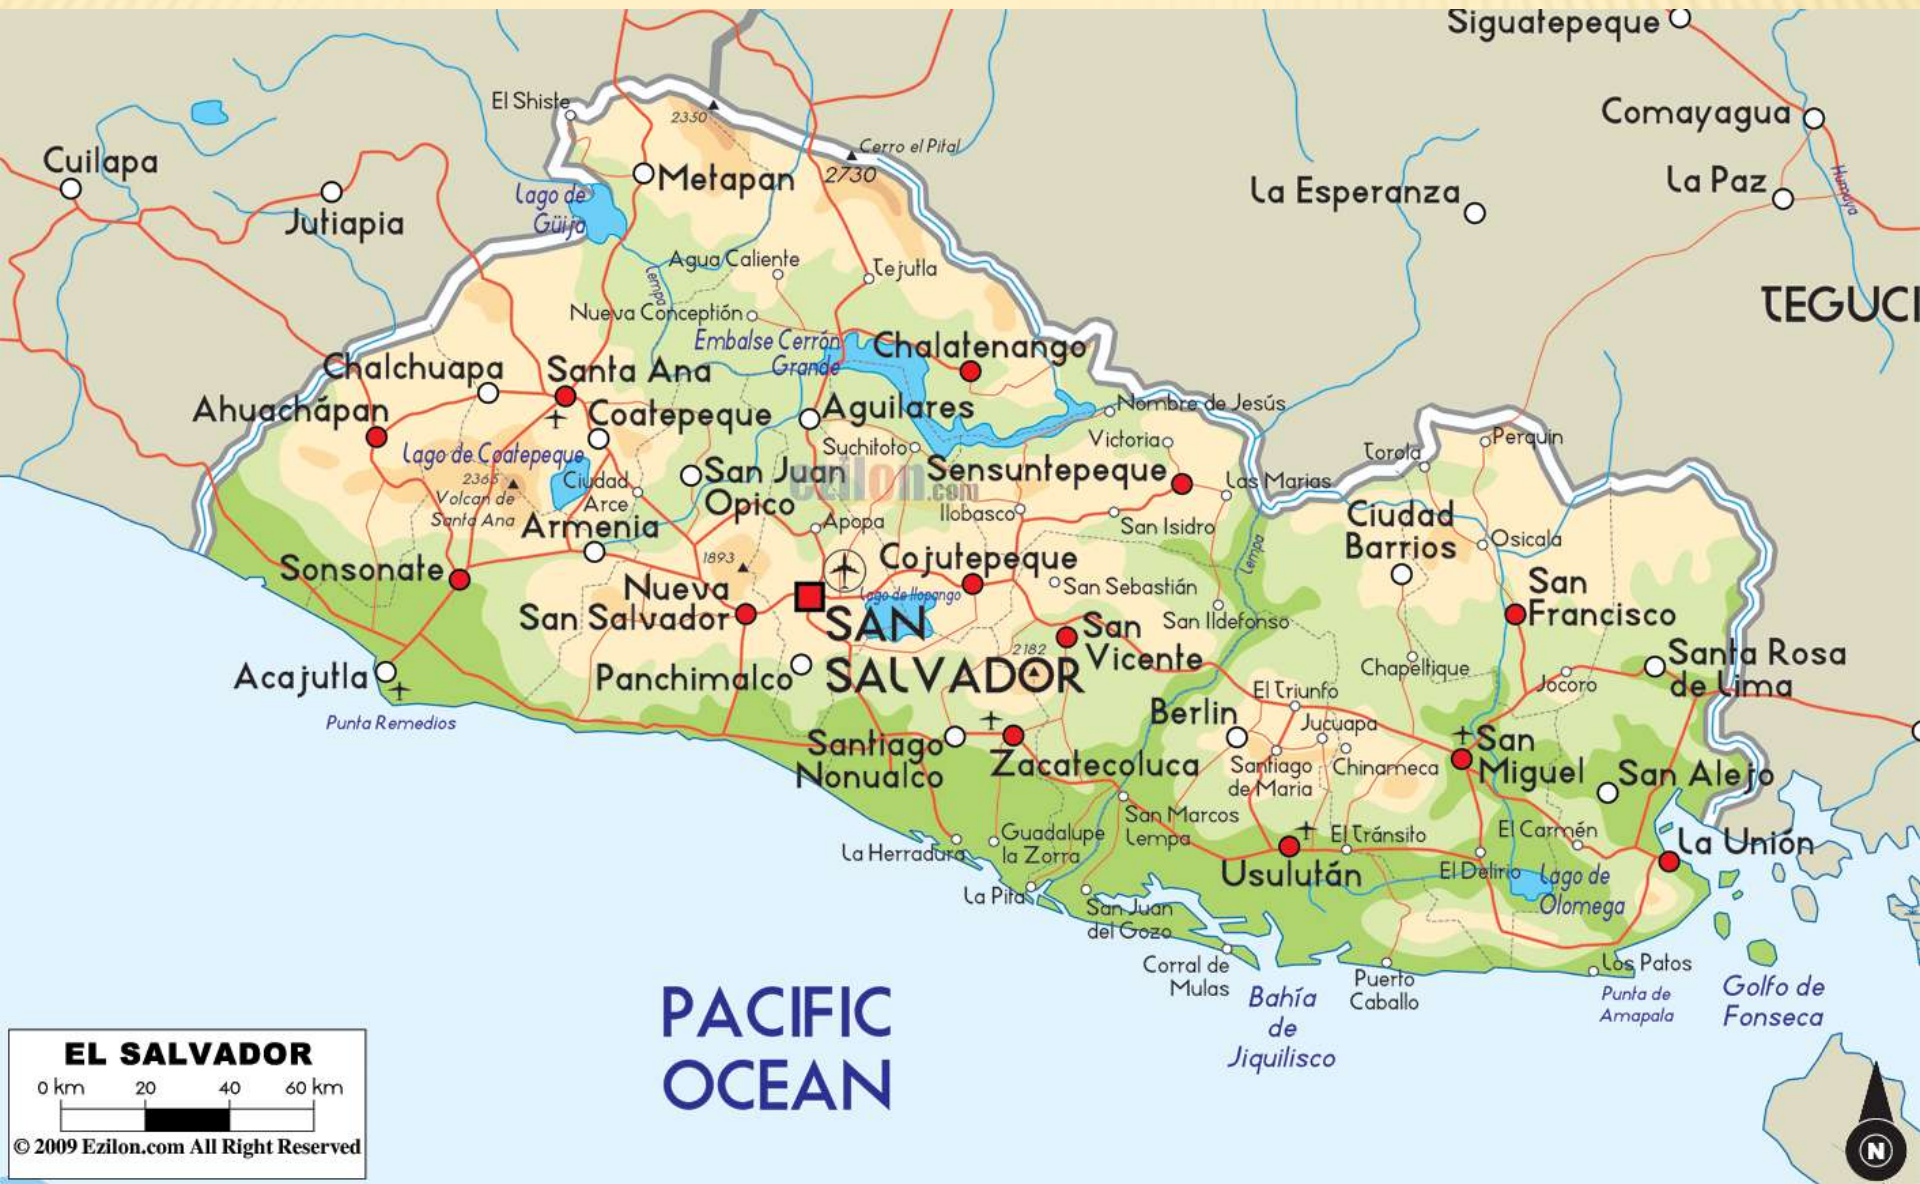 Siguatepeque
El Shiste
2350
Comayagua
Cerro el Pital
Cuilapa
Metapan
2730
La Paz
Humuya
Lago de
Güija
La Esperanza
Jutiapia
Agua Caliente
Tejutla
Lempa
TEGUCI
Nueva Conceptión
Embalse Cerrón
Grande
Chalatenango
Chalchuapa
Santa Ana
Ahuachápan
Coatepeque
Aguilares
Nombre de Jesús
Suchitoto
Victoria
Perquin
Torola
Lago de Coatepeque
San Juan
Opico
ezilon.com
Sensuntepeque
Las Marias
2365
Volcan de
Santa Ana
Ciudad
Arce
Armenia
Apopa
Ilobasco
San Isidro
Ciudad
Barrios
Osicala
Lempa
1893
Cojutepeque
Sonsonate
Nueva
San Salvador
Lago de Ilopango
San Sebastián
San
Francisco
SAN
SALVADOR
San
Vicente
San Ildefonso
2182
Santa Rosa
de Lima
Acajutla
Panchimalco
Chapeltique
Jocoro
El Triunfo
Punta Remedios
Berlin
Jucuapa
Santiago
Nonualco
Zacatecoluca
Santiago
de Maria
Chinameca
San
Miguel
San Alejo
San Marcos
Lempa
Guadalupe
la Zorra
La Herradura
El Tránsito
El Carmén
La Unión
Usulután
El Delirio
Lago de
Olomega
La Pita
San Juan
del Gozo
Corral de
Mulas
Puerto
Caballo
Los Patos
PACIFIC
OCEAN
Bahía
de
Jiquilisco
Punta de
Amapala
Golfo de
Fonseca
EL SALVADOR
0 km 20 40 60 km
© 2009 Ezilon.com All Right Reserved
N